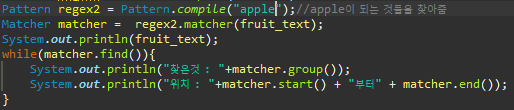 Pattern regex2 = Pattern.compile("apple");//apple이 되는 것들을 찾아줌
Matcher matcher =  regex2.matcher(fruit_text);
System.out.println(fruit_text);
while(matcher.find()){
    System.out.println("찾은것 : "+matcher.group());
    System.out.println("위치 : "+matcher.start() + "부터" + matcher.end());
}